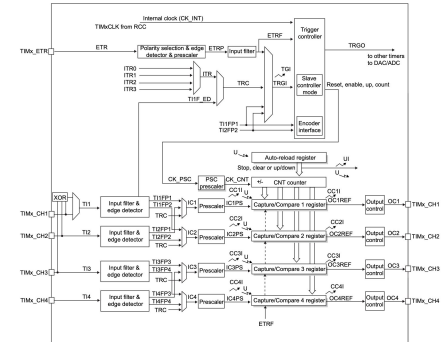 Internal clock (CK_INT)
TIMxCLK from RCC
Trigger controller
TRGO
to other timers
to DAC/ADC
TIMx_ETR
ETR
Polarity selection & edge
detector & prescaler
ETRP
Input filter
ETRF
ITR0
ITR1
ITR2
ITR3
ITR
TRC
TI1F_ED
TGI
TRGI
Slave
controller
mode
Reset, enable, up, count
TI1FP1
TI2FP2
Encoder
interface
U
Auto-reload register
UI
Stop, clear or up/down
U
CK_PSC
PSC
prescaler
CK_CNT
+/- CNT counter
XOR
TIMx_CH1
TI1
Input filter &
edge detector
TI1FP1
TI1FP2
TRC
IC1
Prescaler
IC1PS
CC1I
U
Capture/Compare 1 register
CC1I
OC1REF
Output
control
OC1
TIMx_CH1
TIMx_CH2
TI2
Input filter &
edge detector
TI2FP1
TI2FP2
TRC
IC2
Prescaler
IC2PS
CC2I
U
Capture/Compare 2 register
CC2I
OC2REF
Output
control
OC2
TIMx_CH2
TIMx_CH3
TI3
Input filter &
edge detector
TI3FP3
TI3FP4
TRC
IC3
Prescaler
IC3PS
CC3I
U
Capture/Compare 3 register
CC3I
OC3REF
Output
control
OC3
TIMx_CH3
TIMx_CH4
TI4
Input filter &
edge detector
TI4FP3
TI4FP4
TRC
IC4
Prescaler
IC4PS
CC4I
U
Capture/Compare 4 register
CC4I
OC4REF
Output
control
OC4
TIMx_CH4
ETRF